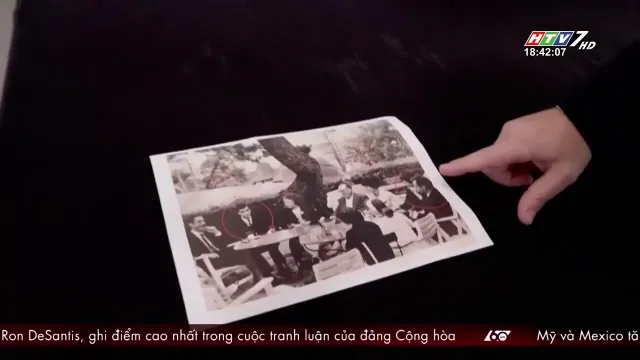 HTV7 HD
18:42:07
Ron DeSantis, ghi điểm cao nhất trong cuộc tranh luận của đảng Cộng hòa
60
Mỹ và Mexico tă